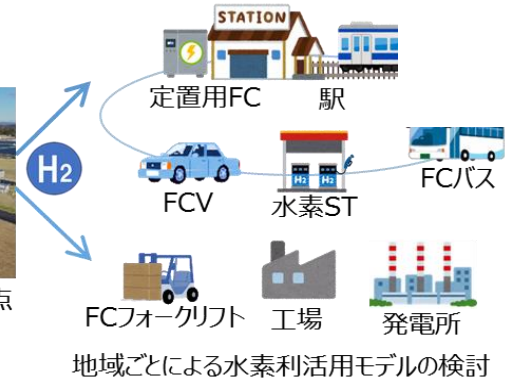 STATION
定置用FC
駅
H2
FCV
H2
H2
水素ST
FCバス
点
FCフォークリフト
工場
発電所
地域ごとによる水素利活用モデルの検討